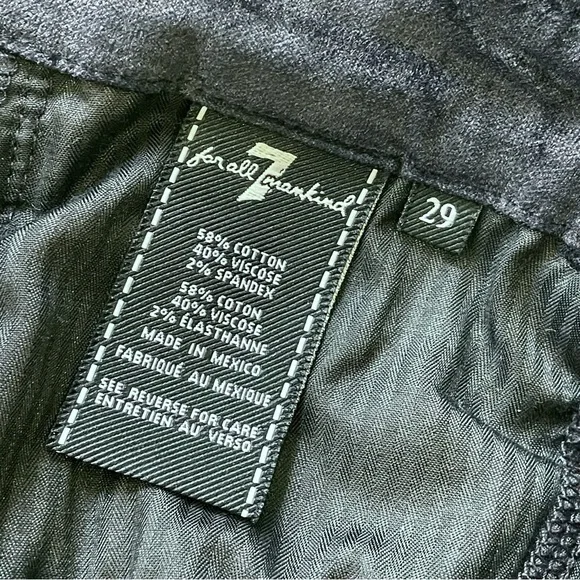 7
for all mankind
29
58% COTTON
40% VISCOSE
2% SPANDEX
58% COTON
40% VISCOSE
2% ÉLASTHANNE
MADE IN MEXICO
FABRIQUÉ AU MEXIQUE
SEE REVERSE FOR CARE
ENTRETIEN AU VERSO